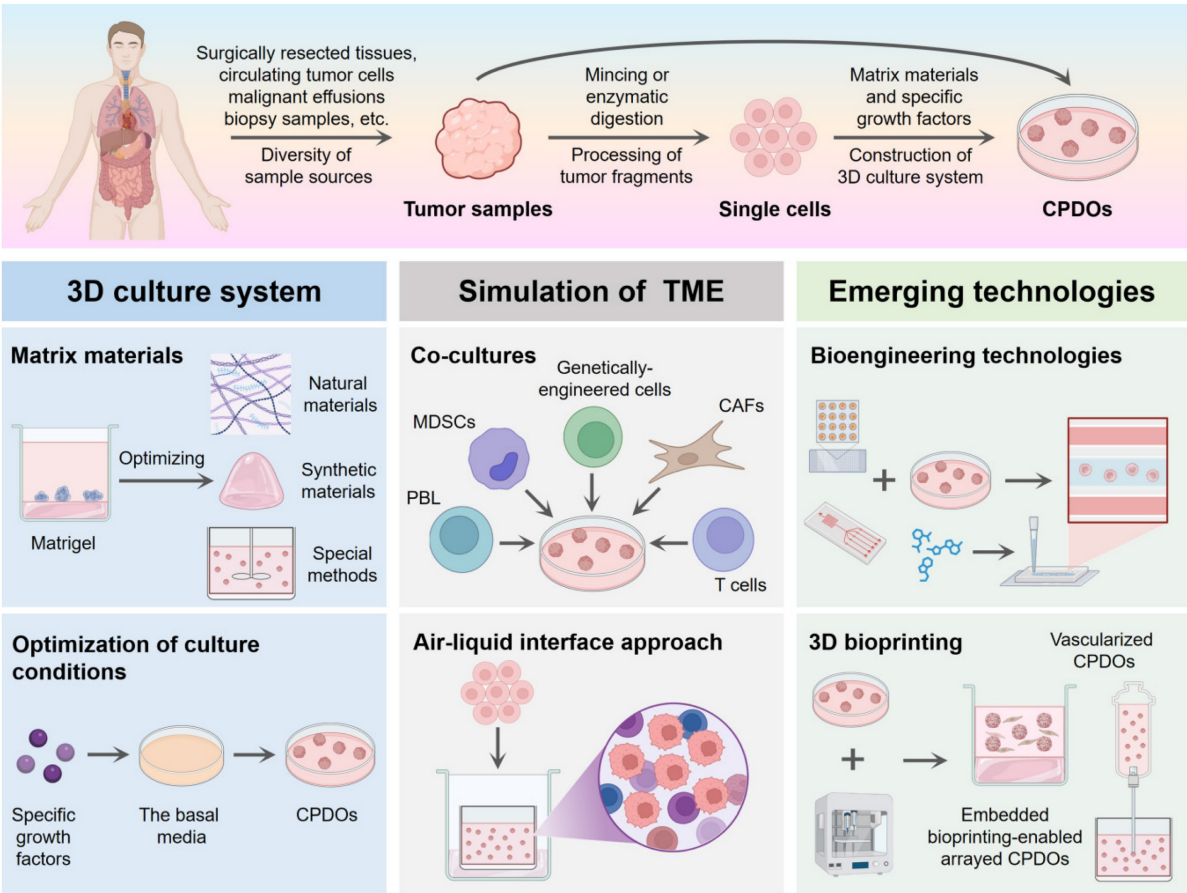 Surgically resected tissues,
circulating tumor cells
malignant effusions
biopsy samples, etc.
Diversity of
sample sources
Tumor samples
Mincing or
enzymatic
digestion
Processing of
tumor fragments
Single cells
Matrix materials
and specific
growth factors
Construction of
3D culture system
CPDOs
3D culture system
Matrix materials
Natural
materials
Optimizing
Synthetic
materials
Matrigel
Special
methods
Optimization of culture
conditions
Specific
growth
factors
The basal
media
CPDOs
Simulation of TME
Co-cultures
Genetically-
engineered cells
MDSCs
CAFs
PBL
T cells
Air-liquid interface approach
Emerging technologies
Bioengineering technologies
3D bioprinting
Vascularized
CPDOs
Embedded
bioprinting-enabled
arrayed CPDOs